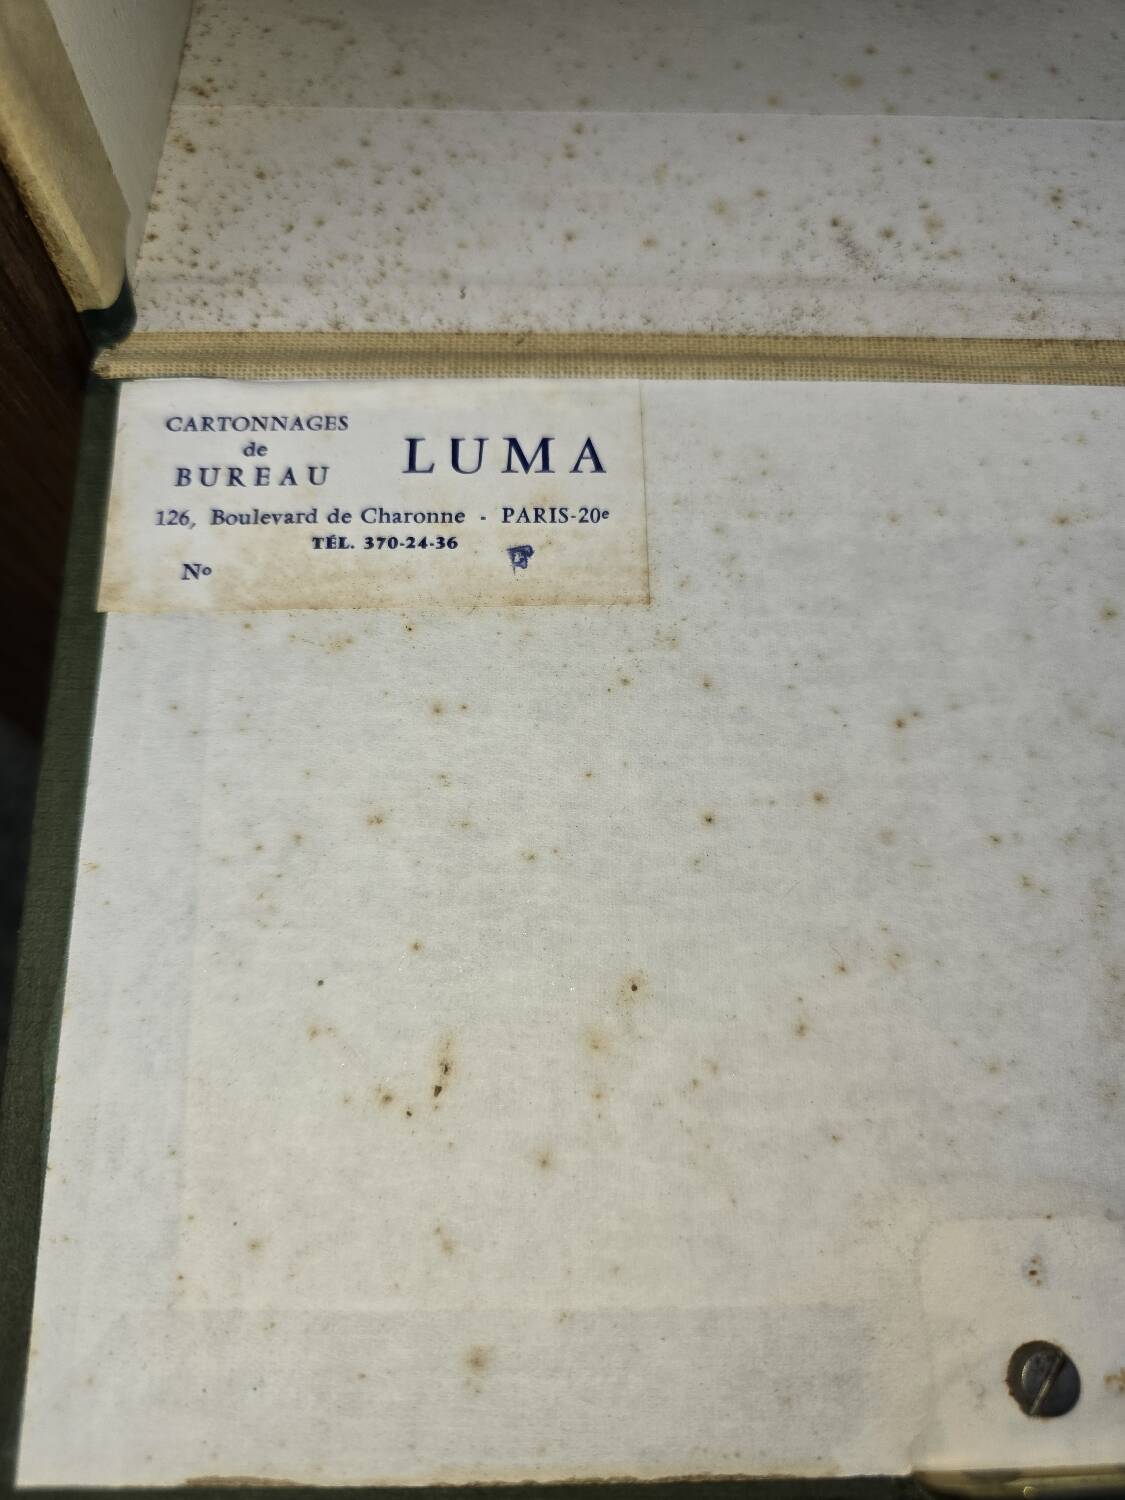 CARTONNAGES
de
BUREAU
LUMA
126, Boulevard de Charonne - PARIS-20e
TÉL. 370-24-36
Nº